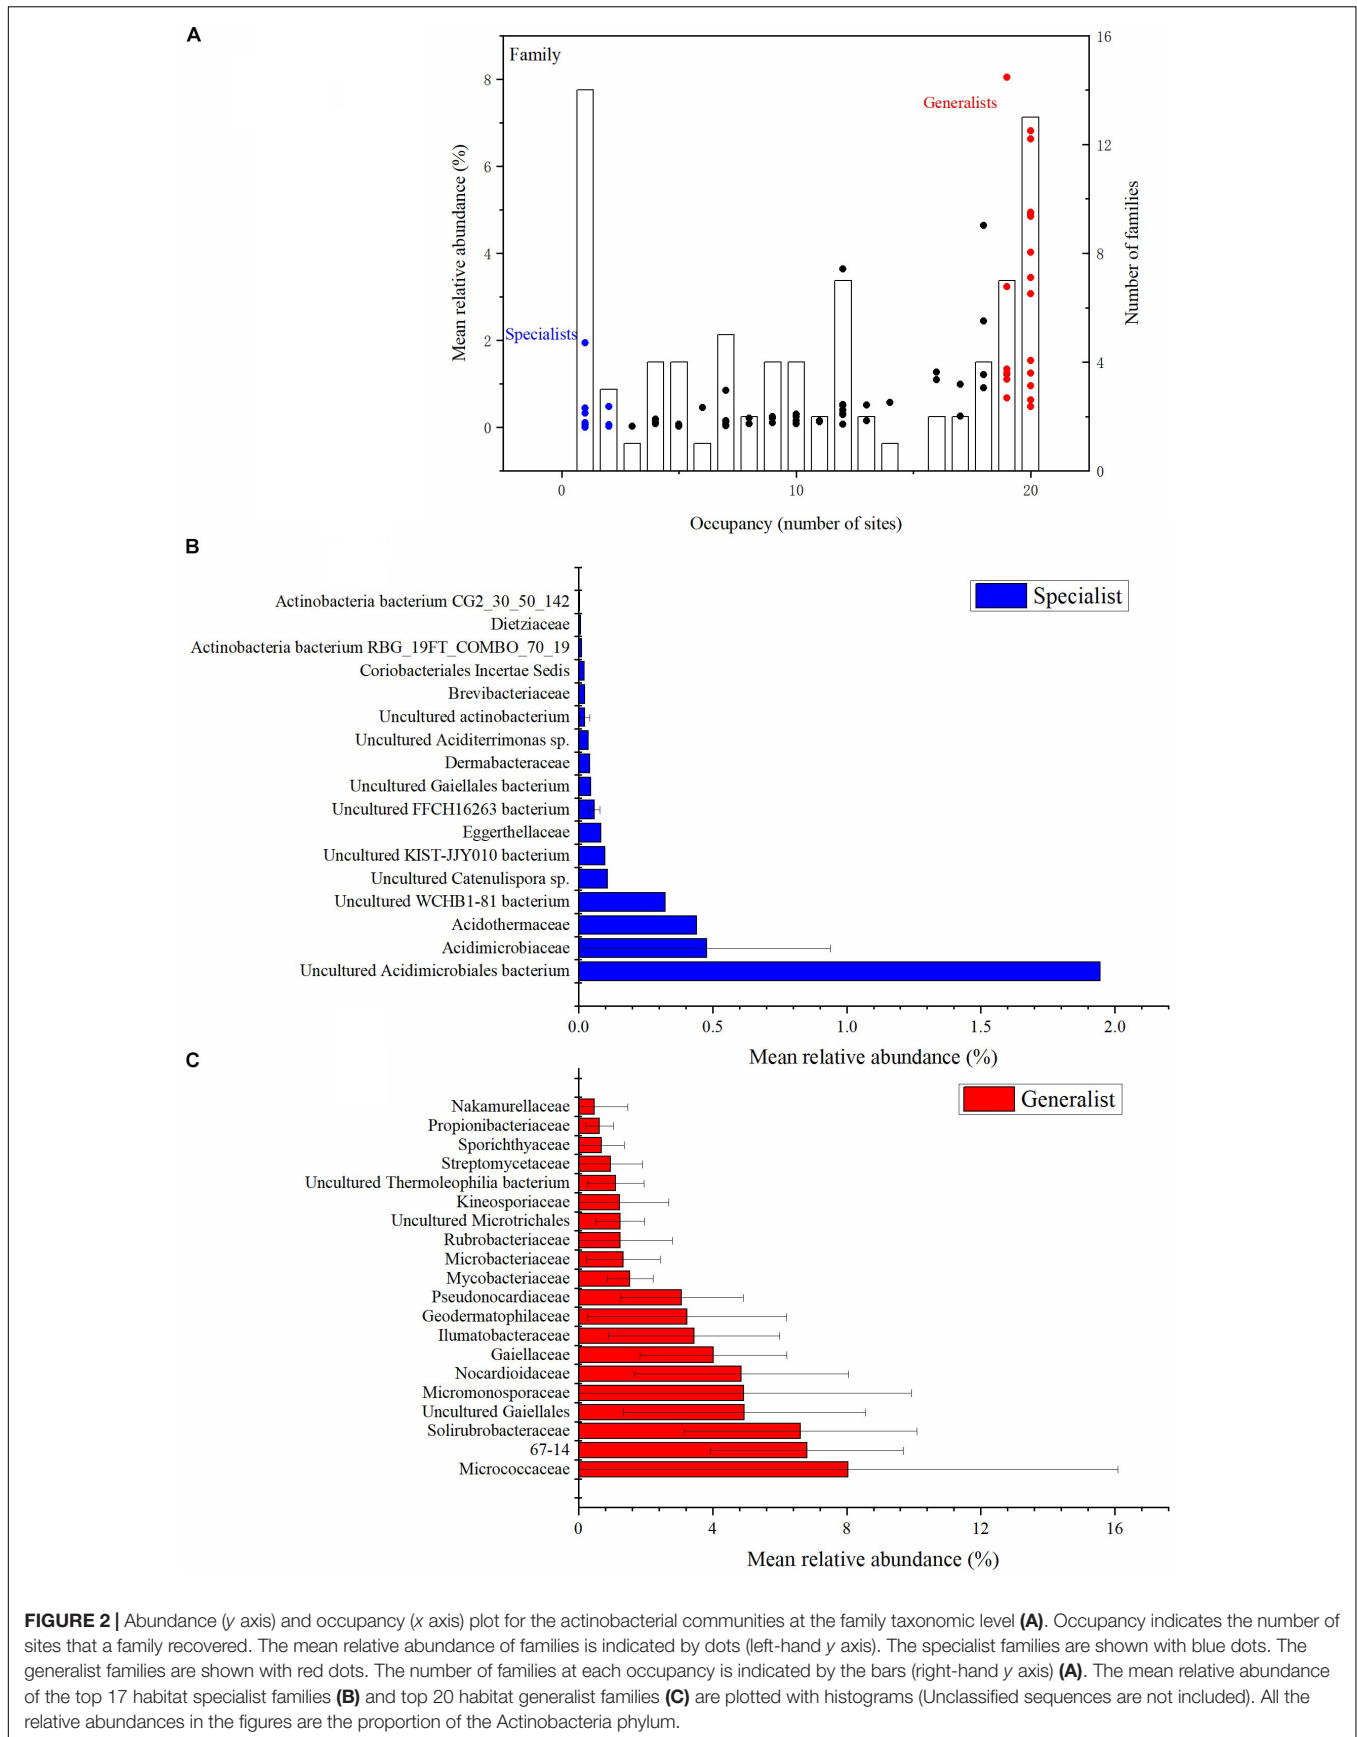 A
Family
Generalists
Specialists
Mean relative abundance (%)
8
6
4
2
0
16
12
8
4
0
Number of families
0 10 20
Occupancy (number of sites)
B
Specialist
Actinobacteria bacterium CG2_30_50_142
Dietziaceae
Actinobacteria bacterium RBG_19FT_COMBO_70_19
Coriobacteriales Incertae Sedis
Brevibacteriaceae
Uncultured actinobacterium
Uncultured Aciditerrimonas sp.
Dermabacteraceae
Uncultured Gaiellales bacterium
Uncultured FFCH16263 bacterium
Eggerthellaceae
Uncultured KIST-JJY010 bacterium
Uncultured Catenulispora sp.
Uncultured WCHB1-81 bacterium
Acidothermaceae
Acidimicrobiaceae
Uncultured Acidimicrobiales bacterium
0.0 0.5 1.0 1.5 2.0
Mean relative abundance (%)
C
Generalist
Nakamurellaceae
Propionibacteriaceae
Sporichthyaceae
Streptomycetaceae
Uncultured Thermoleophilia bacterium
Kineosporiaceae
Uncultured Microtrichales
Rubrobacteriaceae
Microbacteriaceae
Mycobacteriaceae
Pseudonocardiaceae
Geodermatophilaceae
Ilumatobacteraceae
Gaiellaceae
Nocardioidaceae
Micromonosporaceae
Uncultured Gaiellales
Solirubrobacteraceae
67-14
Micrococcaceae
0 4 8 12 16
Mean relative abundance (%)
FIGURE 2 | Abundance (y axis) and occupancy (x axis) plot for the actinobacterial communities at the family taxonomic level (A). Occupancy indicates the number of
sites that a family recovered. The mean relative abundance of families is indicated by dots (left-hand y axis). The specialist families are shown with blue dots. The
generalist families are shown with red dots. The number of families at each occupancy is indicated by the bars (right-hand y axis) (A). The mean relative abundance
of the top 17 habitat specialist families (B) and top 20 habitat generalist families (C) are plotted with histograms (Unclassified sequences are not included). All the
relative abundances in the figures are the proportion of the Actinobacteria phylum.